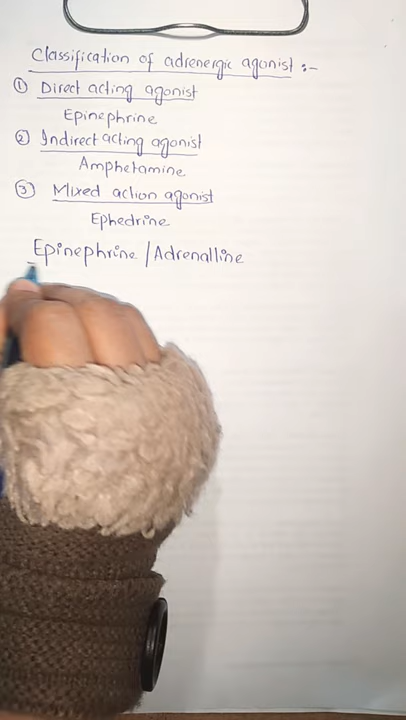 Classification of adrenergic agonist :-
① Direct acting agonist
Epinephrine
② Indirect acting agonist
Amphetamine
③ Mixed action agonist
Ephedrine
Epinephrine / Adrenalline